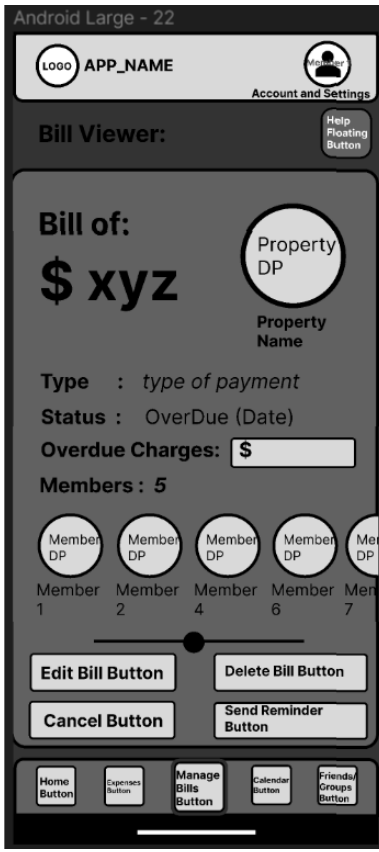 Android Large - 22
LOGO
APP_NAME
Member 1
Account and Settings
Bill Viewer:
Help
Floating
Button
Bill of:
$ xyz
Property
DP
Property
Name
Type : type of payment
Status : OverDue (Date)
Overdue Charges: $
Members : 5
Member
DP
Member
DP
Member
DP
Member
DP
Mem
DP
Member
1
Member
2
Member
4
Member
6
Mem
7
Edit Bill Button
Delete Bill Button
Cancel Button
Send Reminder
Button
Home
Button
Expenses
Button
Manage
Bills
Button
Calendar
Button
Friends/
Groups
Button